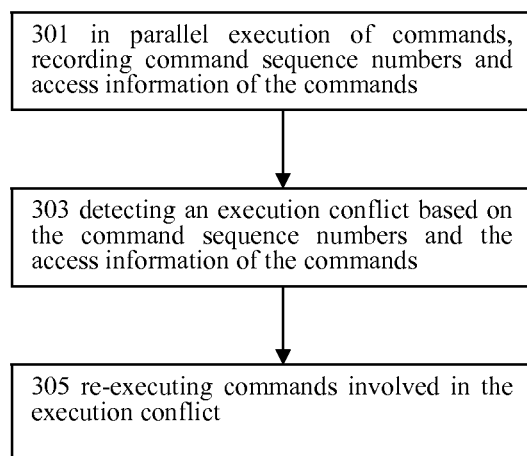 301 in parallel execution of commands,
recording command sequence numbers and
access information of the commands
303 detecting an execution conflict based on
the command sequence numbers and the
access information of the commands
305 re-executing commands involved in the
execution conflict